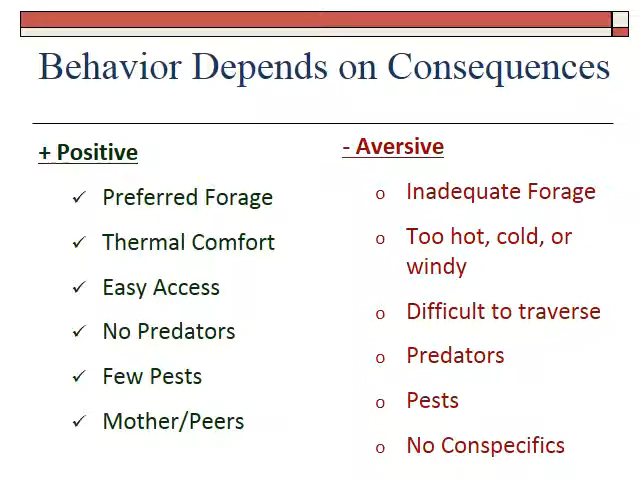 Behavior Depends on Consequences
+ Positive
Preferred Forage
Thermal Comfort
Easy Access
No Predators
Few Pests
Mother/Peers
- Aversive
Inadequate Forage
Too hot, cold, or
windy
Difficult to traverse
Predators
Pests
No Conspecifics